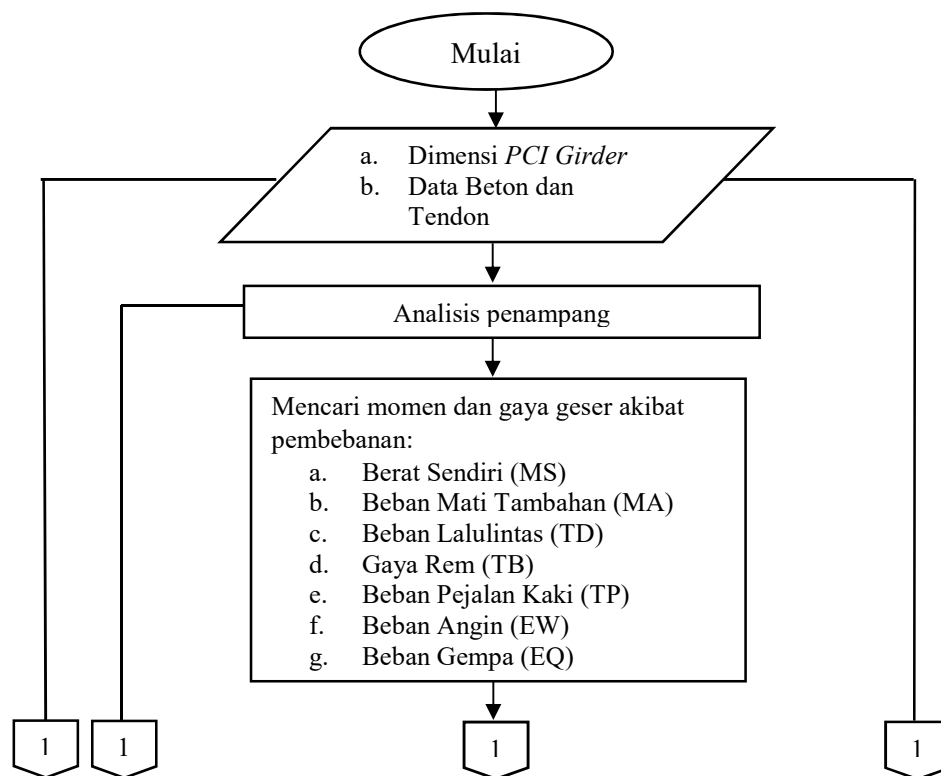 Mulai
a. Dimensi PCI Girder
b. Data Beton dan
Tendon
Analisis penampang
Mencari momen dan gaya geser akibat
pembebanan:
a. Berat Sendiri (MS)
b. Beban Mati Tambahan (MA)
c. Beban Lalulintas (TD)
d. Gaya Rem (TB)
e. Beban Pejalan Kaki (TP)
f. Beban Angin (EW)
g. Beban Gempa (EQ)
1
1
1
1